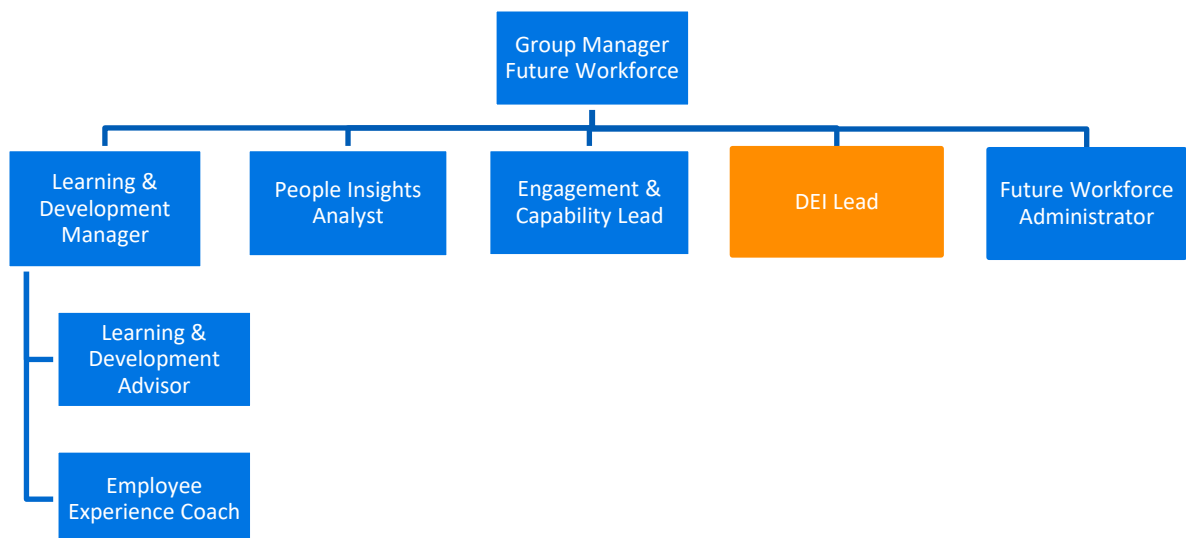 Group Manager
Future Workforce
Learning &
Development
Manager
People Insights
Analyst
Engagement &
Capability Lead
DEI Lead
Future Workforce
Administrator
Learning &
Development
Advisor
Employee
Experience Coach